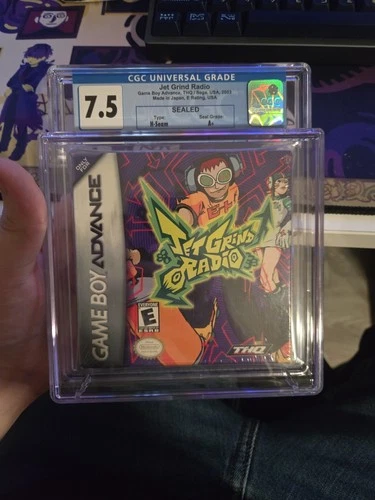 CGC UNIVERSAL GRADE
7.5
Jet Grind Radio
Game Boy Advance, THQ / Sega, USA, 2003
Made in Japan, E Rating, USA
SEALED
Type
Seal Grade
H-Seam
A+
GAME BOY ADVANCE
JET GRIND
RADIO
EVERYONE
E
ESRB
THQ